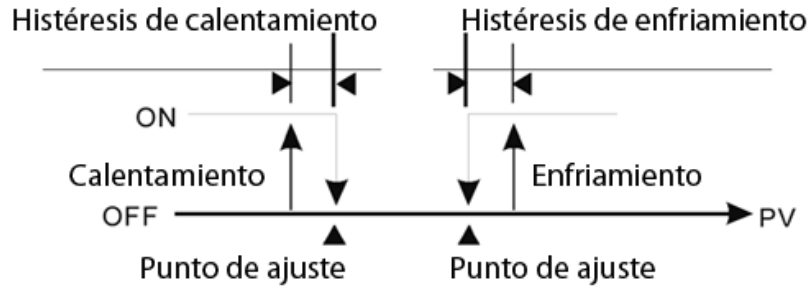 Histéresis de calentamiento
Histéresis de enfriamiento
ON
Calentamiento
Enfriamiento
OFF
PV
Punto de ajuste
Punto de ajuste